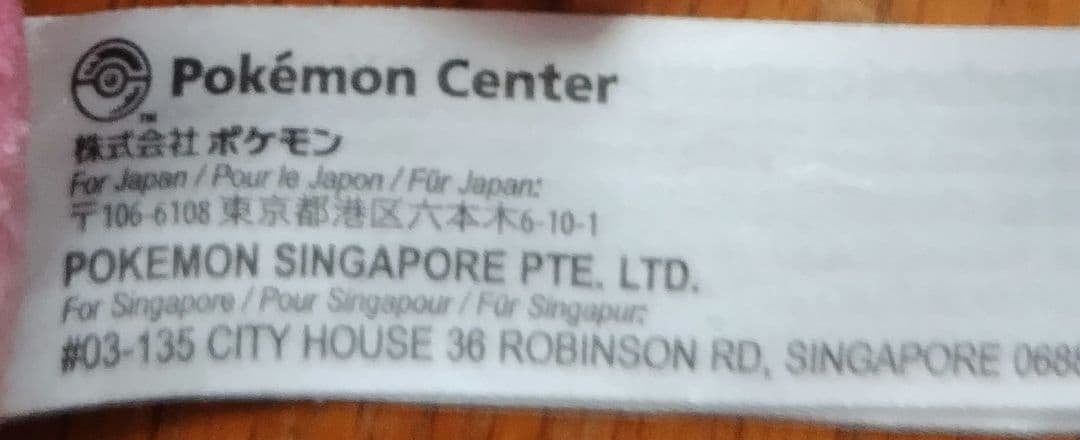 Pokémon Center
TM
株式会社 ポケモン
For Japan / Pour le Japon / Für Japan:
〒106-6108 東京都港区六本木6-10-1
POKEMON SINGAPORE PTE. LTD.
For Singapore / Pour Singapour / Für Singapur:
#03-135 CITY HOUSE 36 ROBINSON RD, SINGAPORE